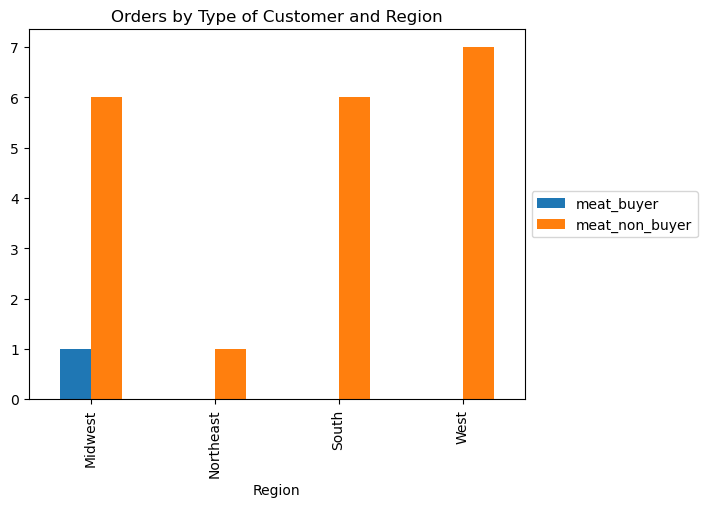 Orders by Type of Customer and Region
7
6
5
4
3
2
1
0
meat_buyer
meat_non_buyer
Midwest
Northeast
South
West
Region